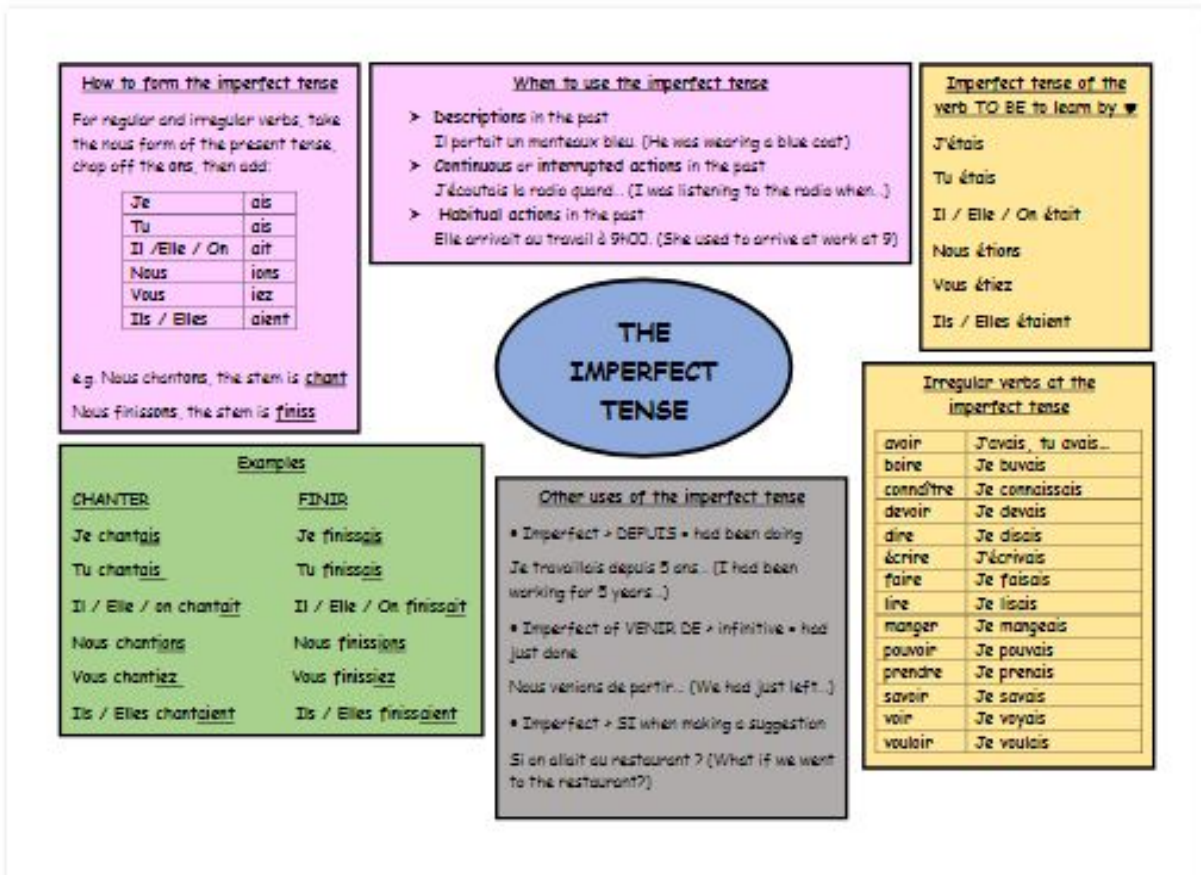 How to form the imperfect tense
For regular and irregular verbs, take
the nous form of the present tense,
chop off the ons, then add:
Je ais
Tu ais
Il /Elle / On ait
Nous ions
Vous iez
Ils / Elles aient
e.g. Nous chantons, the stem is chant
Nous finissons, the stem is finiss
When to use the imperfect tense
➤ Descriptions in the past
Il portait un manteaux bleu. (He was wearing a blue coat)
➤ Continuous or interrupted actions in the past
J'écoutais la radio quand... (I was listening to the radio when...)
➤ Habitual actions in the past
Elle arrivait au travail à 9h00. (She used to arrive at work at 9)
Imperfect tense of the
verb TO BE to learn by ♥
J'étais
Tu étais
Il / Elle / On était
Nous étions
Vous étiez
Ils / Elles étaient
THE
IMPERFECT
TENSE
Examples
CHANTER FINIR
Je chantais Je finissais
Tu chantais Tu finissais
Il / Elle / on chantait Il / Elle / On finissait
Nous chantions Nous finissions
Vous chantiez Vous finissiez
Ils / Elles chantaient Ils / Elles finissaient
Other uses of the imperfect tense
• Imperfect + DEPUIS = had been doing
Je travaillais depuis 5 ans... (I had been
working for 5 years...)
• Imperfect of VENIR DE + infinitive = had
just done
Nous venions de partir... (We had just left...)
• Imperfect + SI when making a suggestion
Si on allait au restaurant ? (What if we went
to the restaurant?)
Irregular verbs at the
imperfect tense
avoir J'avais, tu avais...
boire Je buvais
connaître Je connaissais
devoir Je devais
dire Je disais
écrire J'écrivais
faire Je faisais
lire Je lisais
manger Je mangeais
pouvoir Je pouvais
prendre Je prenais
savoir Je savais
voir Je voyais
vouloir Je voulais